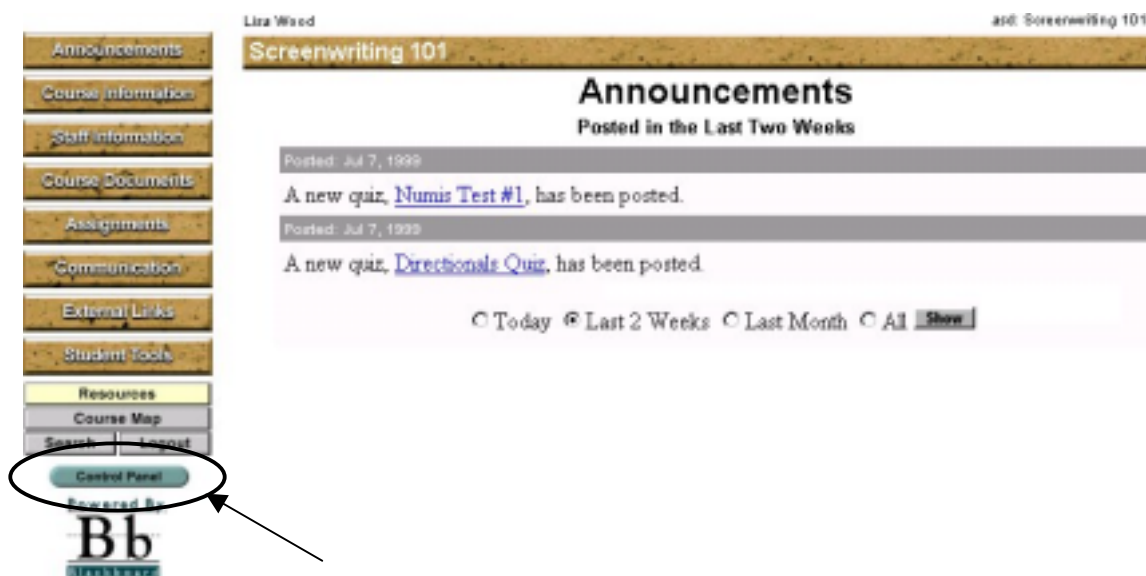 Lisa Wood
asd: Screenwriting 101
Announcements
Screenwriting 101
Course Information
Announcements
Posted in the Last Two Weeks
Staff Information
Posted: Jul 7, 1999
Course Documents
A new quiz, Numis Test #1, has been posted.
Assignments
Posted: Jul 7, 1999
Communication
A new quiz, Directionals Quiz, has been posted.
External Links
Today Last 2 Weeks Last Month All Show
Student Tools
Resources
Course Map
Search Logout
Control Panel
Powered By
Bb
Blackboard